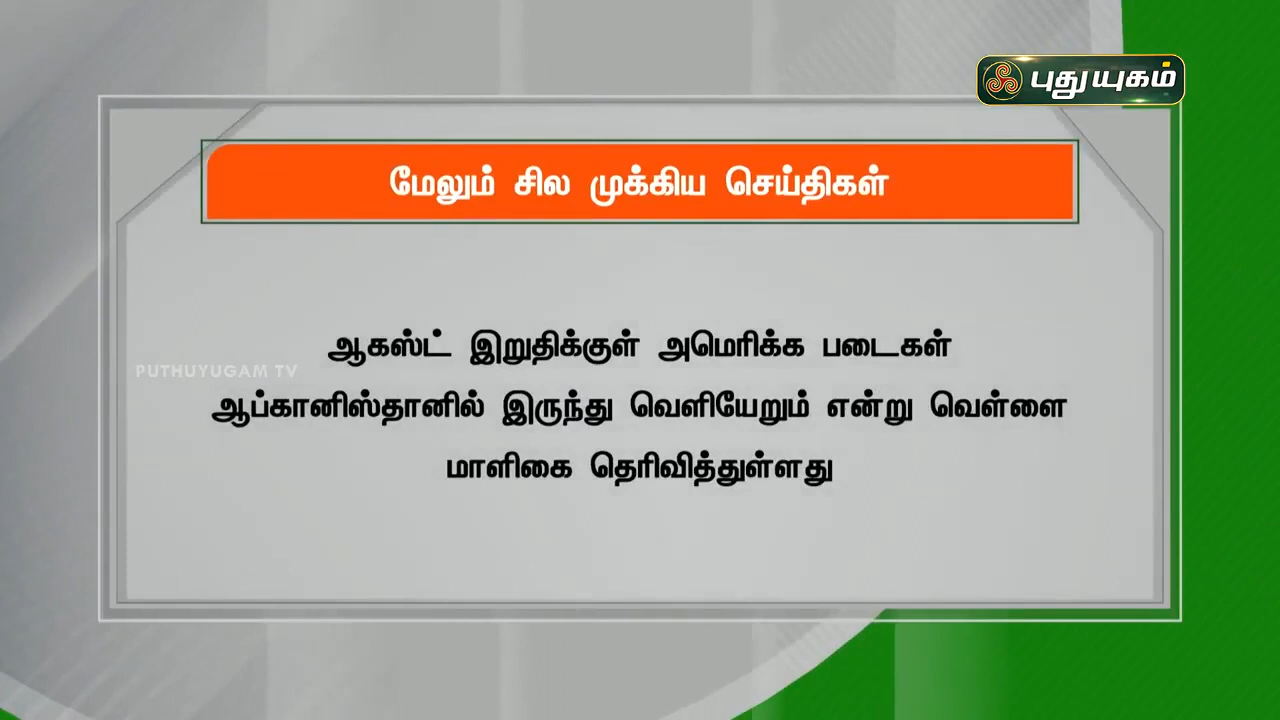 புதுயுகம்
மேலும் சில முக்கிய செய்திகள்
ஆகஸ்ட் இறுதிக்குள் அமெரிக்க படைகள்
PUTHUYUGAM TV
ஆப்கானிஸ்தானில் இருந்து வெளியேறும் என்று வெள்ளை
மாளிகை தெரிவித்துள்ளது